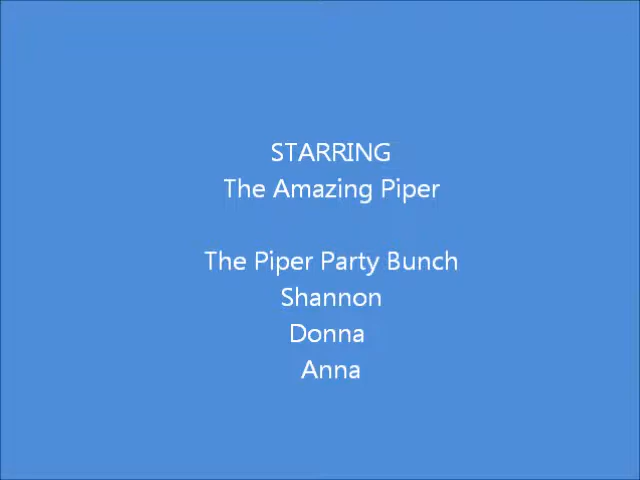 STARRING
The Amazing Piper
The Piper Party Bunch
Shannon
Donna
Anna